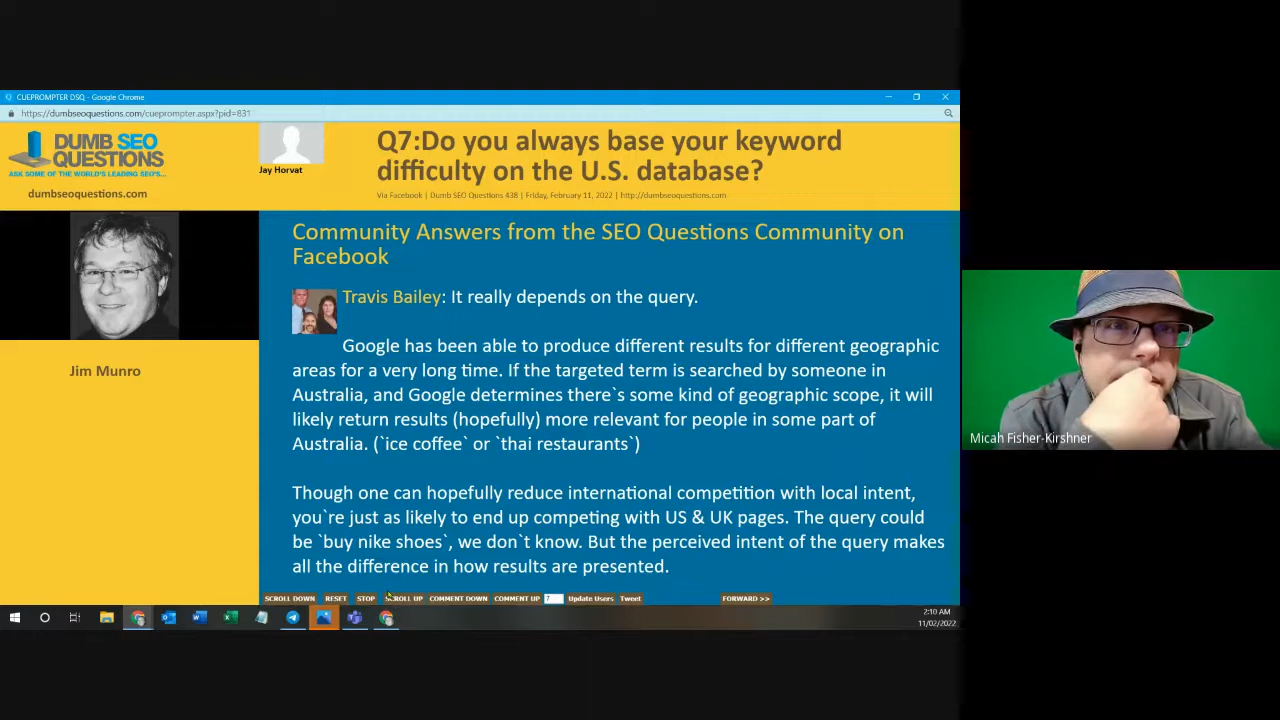 CUEPROMPTER DSQ - Google Chrome
https://dumbseoquestions.com/cueprompter.aspx?pid=831
DUMB SEO
QUESTIONS
ASK SOME OF THE WORLD'S LEADING SEO'S...
dumbseoquestions.com
Jay Horvat
Q7:Do you always base your keyword
difficulty on the U.S. database?
Via Facebook | Dumb SEO Questions 438 | Friday, February 11, 2022 | http://dumbseoquestions.com
Jim Munro
Community Answers from the SEO Questions Community on
Facebook
Travis Bailey: It really depends on the query.
Google has been able to produce different results for different geographic
areas for a very long time. If the targeted term is searched by someone in
Australia, and Google determines there`s some kind of geographic scope, it will
likely return results (hopefully) more relevant for people in some part of
Australia. (`ice coffee` or `thai restaurants`)
Though one can hopefully reduce international competition with local intent,
you`re just as likely to end up competing with US & UK pages. The query could
be `buy nike shoes`, we don`t know. But the perceived intent of the query makes
all the difference in how results are presented.
SCROLL DOWN RESET STOP SCROLL UP COMMENT DOWN COMMENT UP 7 Update Users Tweet FORWARD >>
2:10 AM
11/02/2022
Micah Fisher-Kirshner